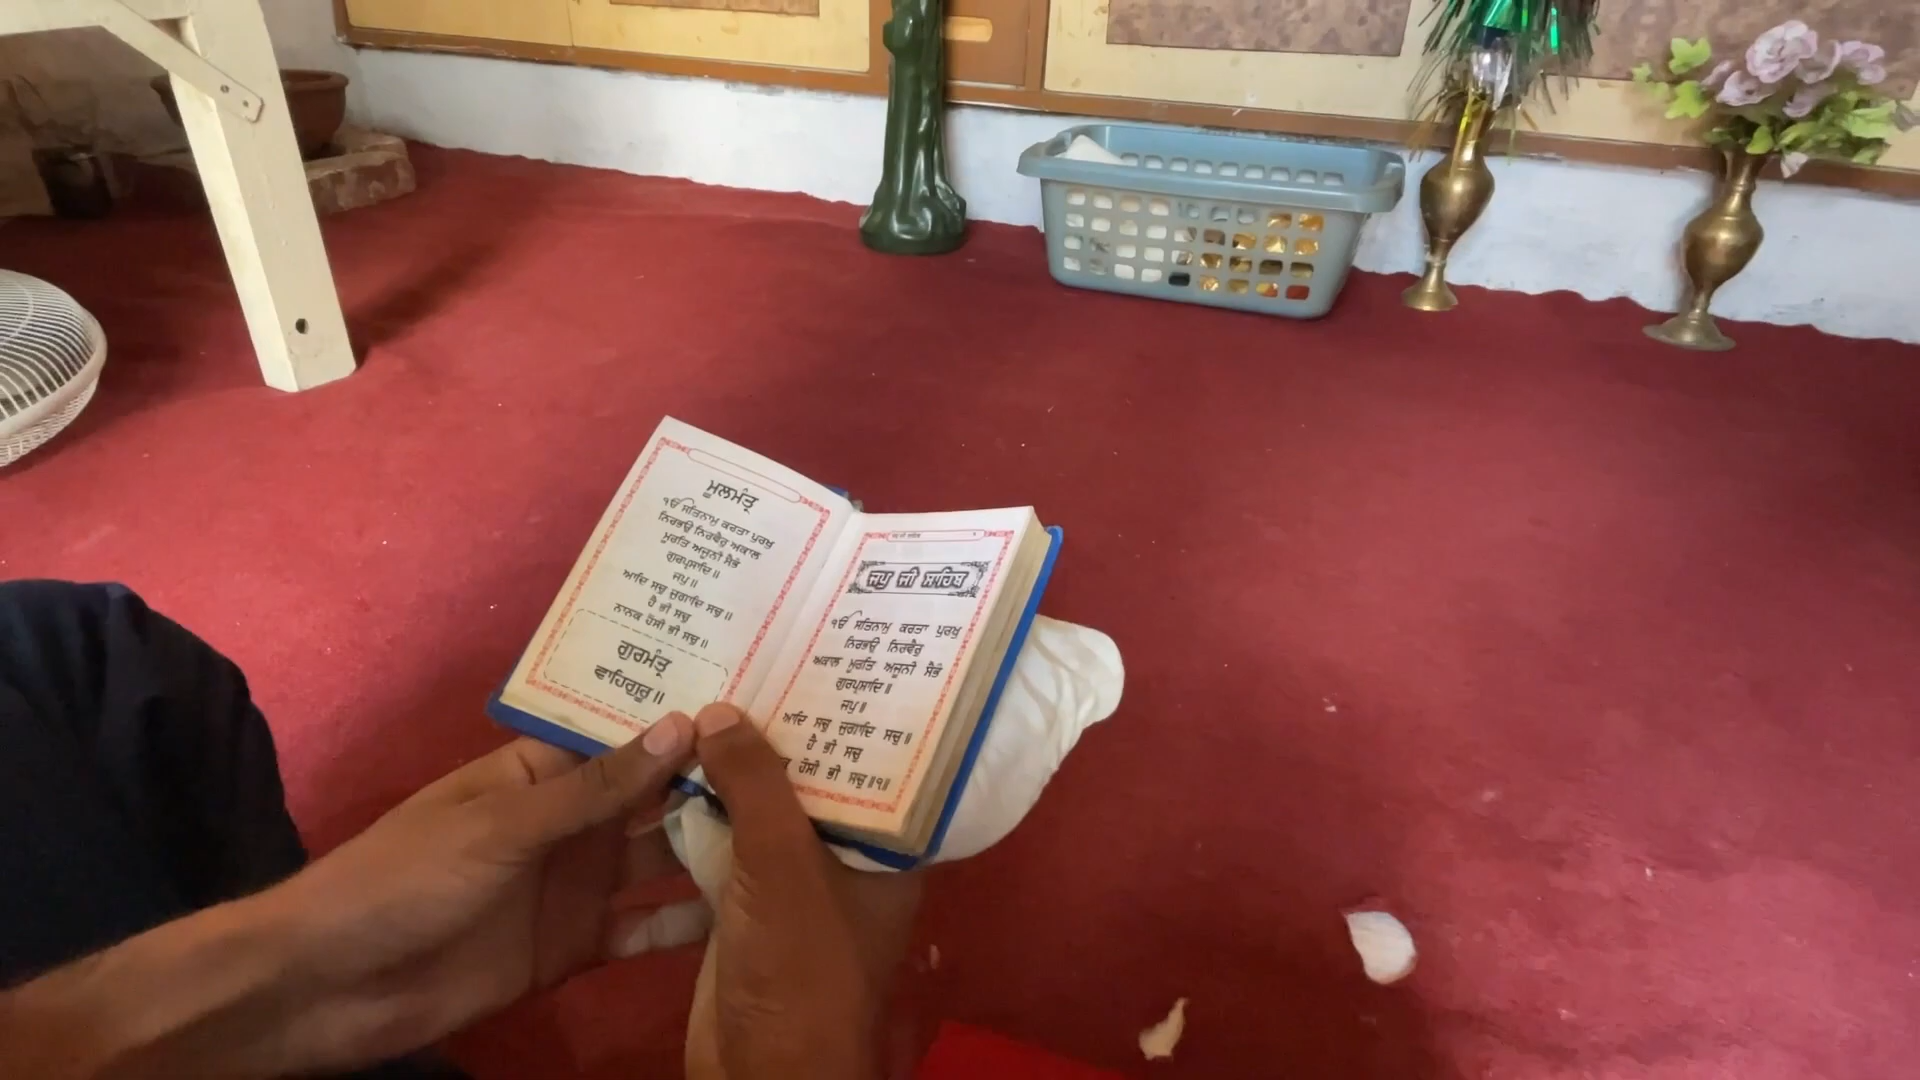 ਮੂਲਮੰਤ੍ਰ
ੴ ਸਤਿਨਾਮੁ ਕਰਤਾ ਪੁਰਖੁ
ਨਿਰਭਉ ਨਿਰਵੈਰੁ ਅਕਾਲ
ਮੂਰਤਿ ਅਜੂਨੀ ਸੈਭੰ
ਗੁਰਪ੍ਰਸਾਦਿ॥
ਜਪੁ॥
ਆਦਿ ਸਚੁ ਜੁਗਾਦਿ ਸਚੁ॥
ਹੈ ਭੀ ਸਚੁ
ਨਾਨਕ ਹੋਸੀ ਭੀ ਸਚੁ॥
ਗੁਰਮੰਤ੍ਰ
ਵਾਹਿਗੁਰੂ॥
ਜਪੁ ਜੀ ਸਾਹਿਬ
ਜਪੁ ਜੀ ਸਾਹਿਬ
ੴ ਸਤਿਨਾਮੁ ਕਰਤਾ ਪੁਰਖੁ
ਨਿਰਭਉ ਨਿਰਵੈਰੁ
ਅਕਾਲ ਮੂਰਤਿ ਅਜੂਨੀ ਸੈਭੰ
ਗੁਰਪ੍ਰਸਾਦਿ॥
ਜਪੁ॥
ਆਦਿ ਸਚੁ ਜੁਗਾਦਿ ਸਚੁ॥
ਹੈ ਭੀ ਸਚੁ
ਹੋਸੀ ਭੀ ਸਚੁ॥੧॥